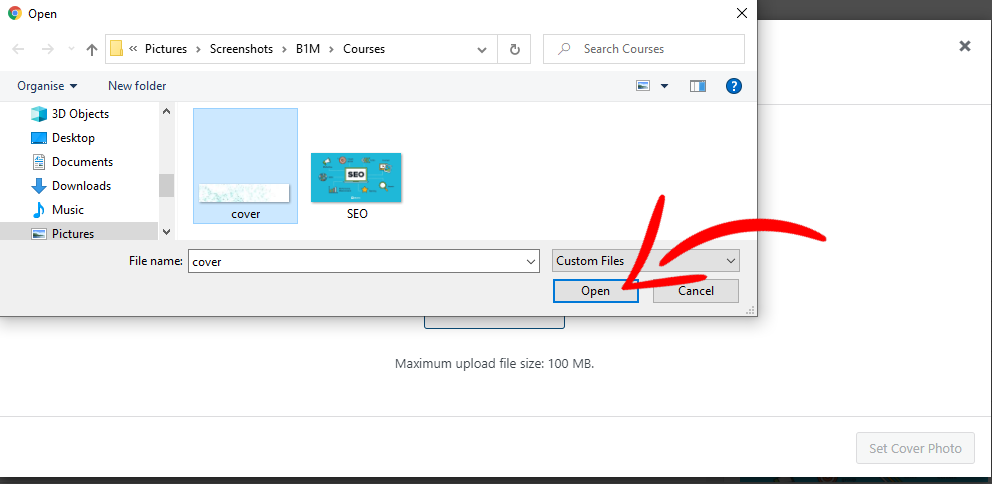 Open
« Pictures › Screenshots › B1M › Courses
Search Courses
Organise
New folder
?
3D Objects
Desktop
Documents
Downloads
Music
Pictures
SEO
cover
SEO
File name: cover
Custom Files
Open
Cancel
Maximum upload file size: 100 MB.
Set Cover Photo